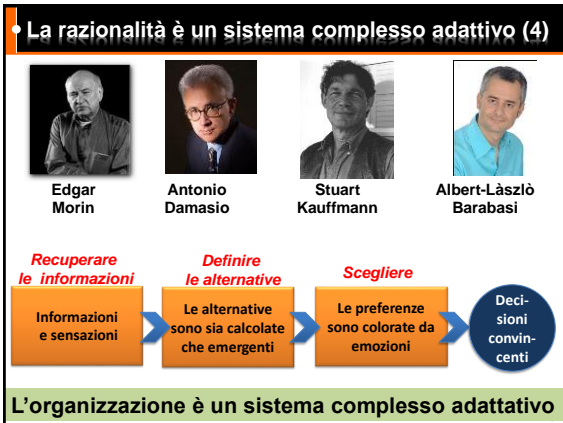 • La razionalità è un sistema complesso adattivo (4)
Edgar
Morin
Antonio
Damasio
Stuart
Kauffmann
Albert-Làszlò
Barabasi
Recuperare
le informazioni
Definire
le alternative
Scegliere
Informazioni
e sensazioni
Le alternative
sono sia calcolate
che emergenti
Le preferenze
sono colorate da
emozioni
Deci-
sioni
convin-
centi
L'organizzazione è un sistema complesso adattativo